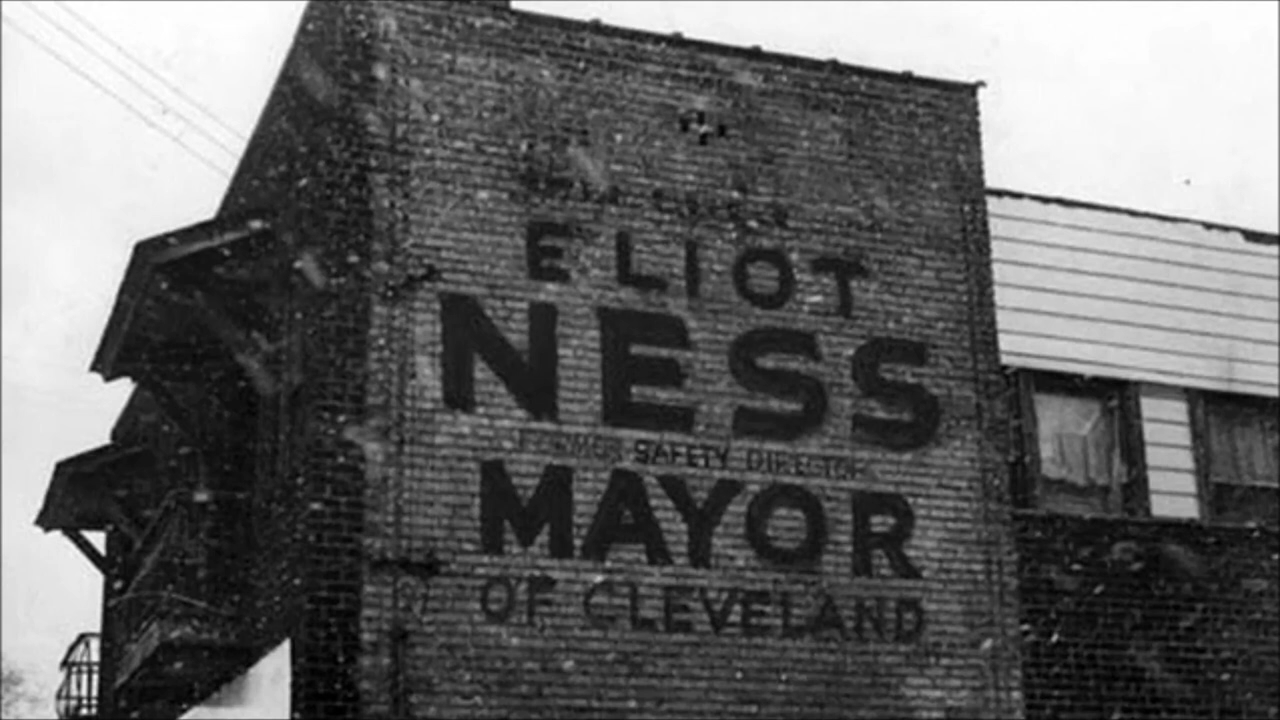 ELIOT
NESS
FORMER SAFETY DIRECTOR
MAYOR
OF CLEVELAND